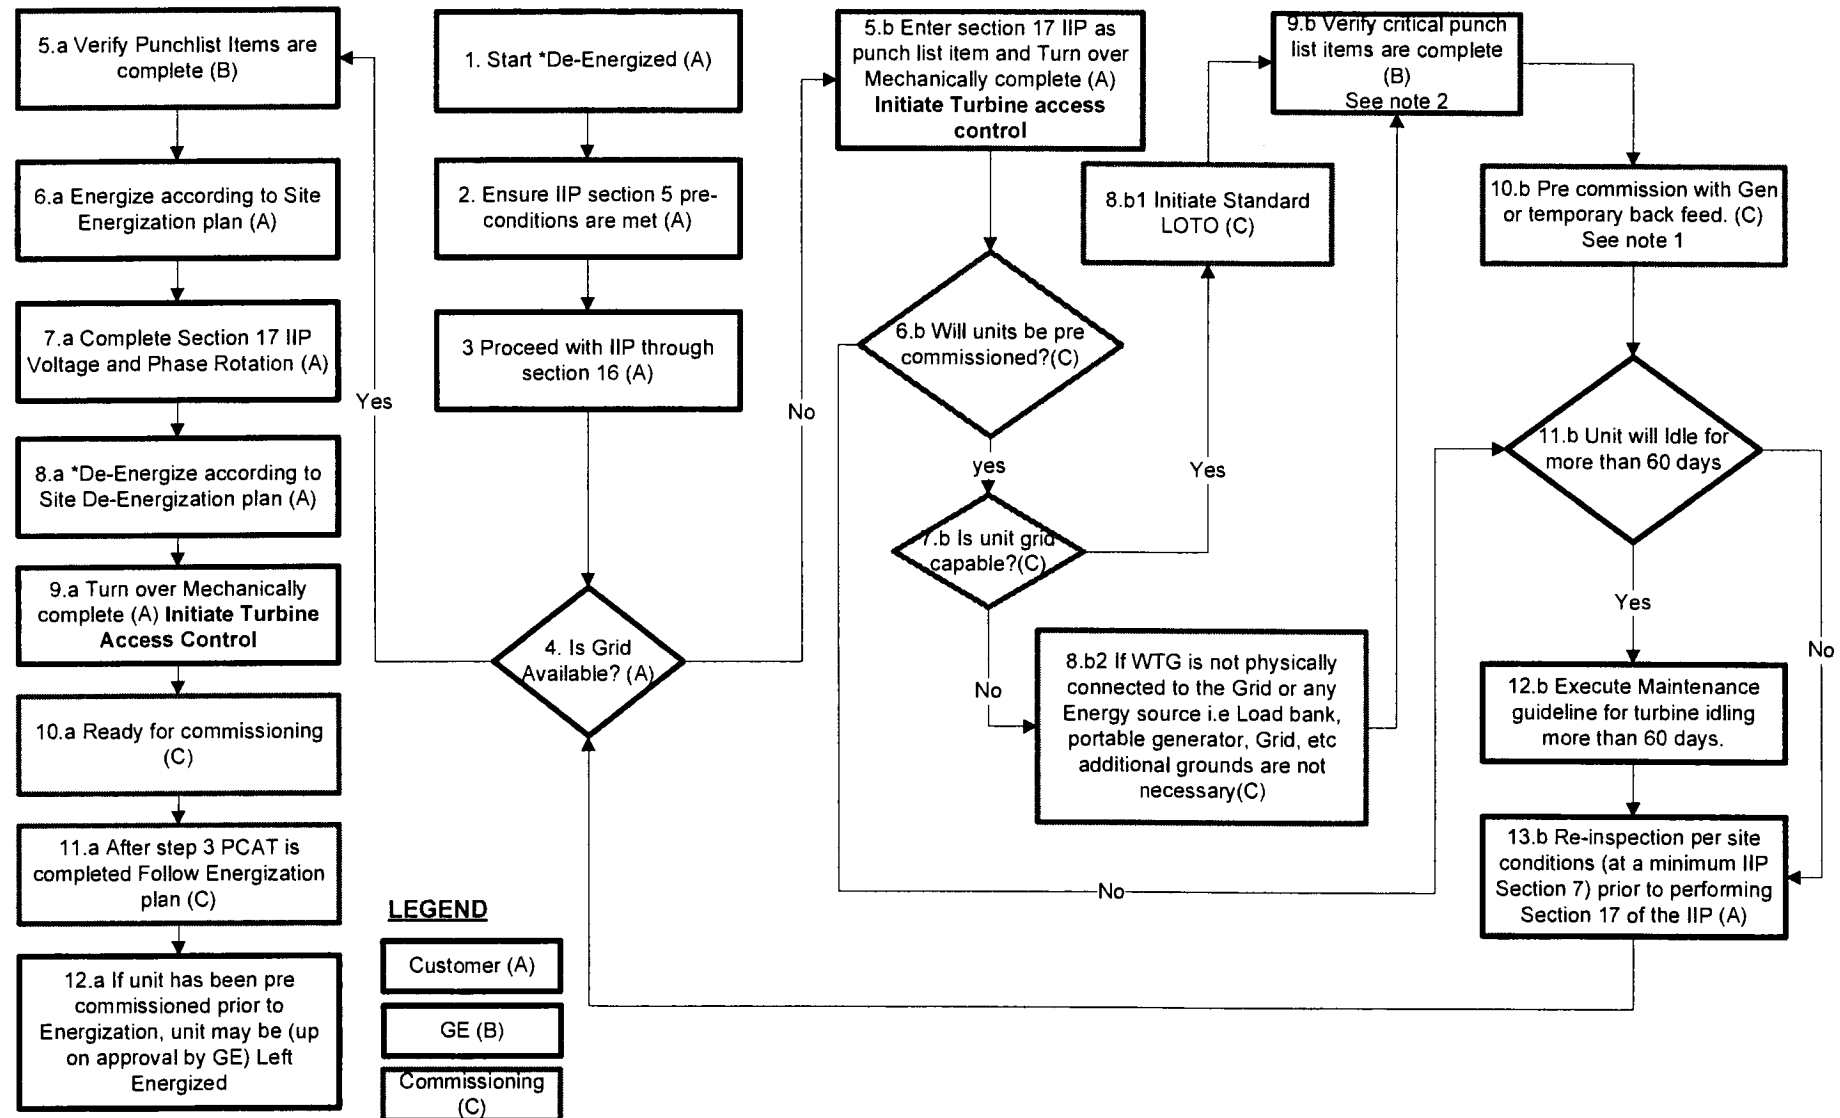 5.a Verify Punchlist Items are
complete (B)
6.a Energize according to Site
Energization plan (A)
7.a Complete Section 17 IIP
Voltage and Phase Rotation (A)
8.a *De-Energize according to
Site De-Energization plan (A)
9.a Turn over Mechanically
complete (A) Initiate Turbine
Access Control
10.a Ready for commissioning
(C)
11.a After step 3 PCAT is
completed Follow Energization
plan (C)
12.a If unit has been pre
commissioned prior to
Energization, unit may be (up
on approval by GE) Left
Energized
Yes
1. Start *De-Energized (A)
2. Ensure IIP section 5 pre-
conditions are met (A)
3 Proceed with IIP through
section 16 (A)
4. Is Grid
Available? (A)
LEGEND
Customer (A)
GE (B)
Commissioning
(C)
No
5.b Enter section 17 IIP as
punch list item and Turn over
Mechanically complete (A)
Initiate Turbine access
control
6.b Will units be pre
commissioned?(C)
yes
7.b Is unit grid
capable?(C)
No
Yes
8.b1 Initiate Standard
LOTO (C)
8.b2 If WTG is not physically
connected to the Grid or any
Energy source i.e Load bank,
portable generator, Grid, etc
additional grounds are not
necessary(C)
No
9.b Verify critical punch
list items are complete
(B)
See note 2
10.b Pre commission with Gen
or temporary back feed. (C)
See note 1
11.b Unit will Idle for
more than 60 days
Yes
No
12.b Execute Maintenance
guideline for turbine idling
more than 60 days.
13.b Re-inspection per site
conditions (at a minimum IIP
Section 7) prior to performing
Section 17 of the IIP (A)